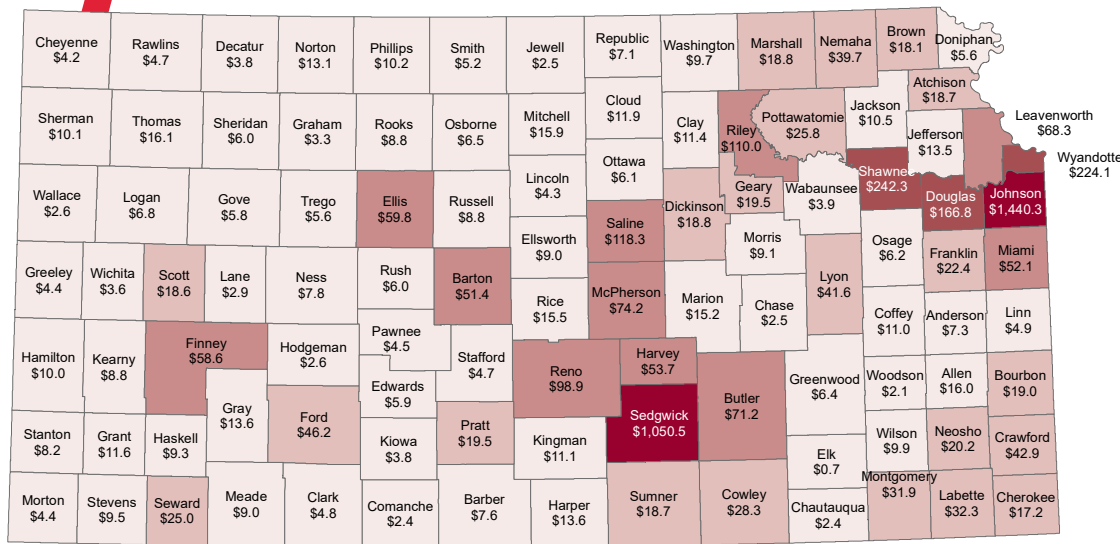 Cheyenne
$4.2
Rawlins
$4.7
Decatur
$3.8
Norton
$13.1
Phillips
$10.2
Smith
$5.2
Jewell
$2.5
Republic
$7.1
Washington
$9.7
Marshall
$18.8
Nemaha
$39.7
Brown
$18.1
Doniphan
$5.6
Atchison
$18.7
Sherman
$10.1
Thomas
$16.1
Sheridan
$6.0
Graham
$3.3
Rooks
$8.8
Osborne
$6.5
Mitchell
$15.9
Cloud
$11.9
Clay
$11.4
Riley
$110.0
Pottawatomie
$25.8
Jackson
$10.5
Jefferson
$13.5
Leavenworth
$68.3
Wyandotte
$224.1
Wallace
$2.6
Logan
$6.8
Gove
$5.8
Trego
$5.6
Ellis
$59.8
Russell
$8.8
Lincoln
$4.3
Ottawa
$6.1
Dickinson
$18.8
Geary
$19.5
Wabaunsee
$3.9
Shawnee
$242.3
Douglas
$166.8
Johnson
$1,440.3
Greeley
$4.4
Wichita
$3.6
Scott
$18.6
Lane
$2.9
Ness
$7.8
Rush
$6.0
Barton
$51.4
Ellsworth
$9.0
Saline
$118.3
Morris
$9.1
Osage
$6.2
Franklin
$22.4
Miami
$52.1
Rice
$15.5
McPherson
$74.2
Marion
$15.2
Chase
$2.5
Lyon
$41.6
Coffey
$11.0
Anderson
$7.3
Linn
$4.9
Hamilton
$10.0
Kearny
$8.8
Finney
$58.6
Hodgeman
$2.6
Pawnee
$4.5
Stafford
$4.7
Edwards
$5.9
Reno
$98.9
Harvey
$53.7
Butler
$71.2
Greenwood
$6.4
Woodson
$2.1
Allen
$16.0
Bourbon
$19.0
Gray
$13.6
Ford
$46.2
Sedgwick
$1,050.5
Stanton
$8.2
Grant
$11.6
Haskell
$9.3
Kiowa
$3.8
Pratt
$19.5
Kingman
$11.1
Elk
$0.7
Wilson
$9.9
Neosho
$20.2
Crawford
$42.9
Morton
$4.4
Stevens
$9.5
Seward
$25.0
Meade
$9.0
Clark
$4.8
Comanche
$2.4
Barber
$7.6
Harper
$13.6
Sumner
$18.7
Cowley
$28.3
Chautauqua
$2.4
Montgomery
$31.9
Labette
$32.3
Cherokee
$17.2